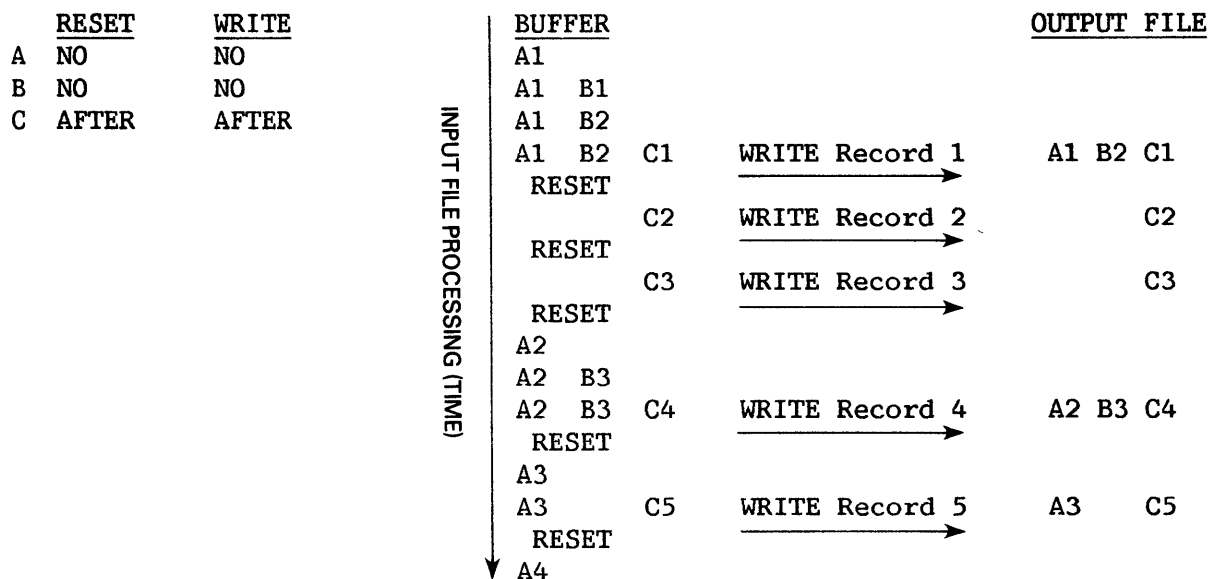 RESET WRITE BUFFER OUTPUT FILE
A NO NO A1
B NO NO A1 B1
C AFTER AFTER A1 B2
A1 B2 C1 WRITE Record 1 A1 B2 C1
RESET
C2 WRITE Record 2 C2
RESET
C3 WRITE Record 3 C3
RESET
A2
A2 B3
A2 B3 C4 WRITE Record 4 A2 B3 C4
RESET
A3
A3 C5 WRITE Record 5 A3 C5
RESET
A4
INPUT FILE PROCESSING (TIME)